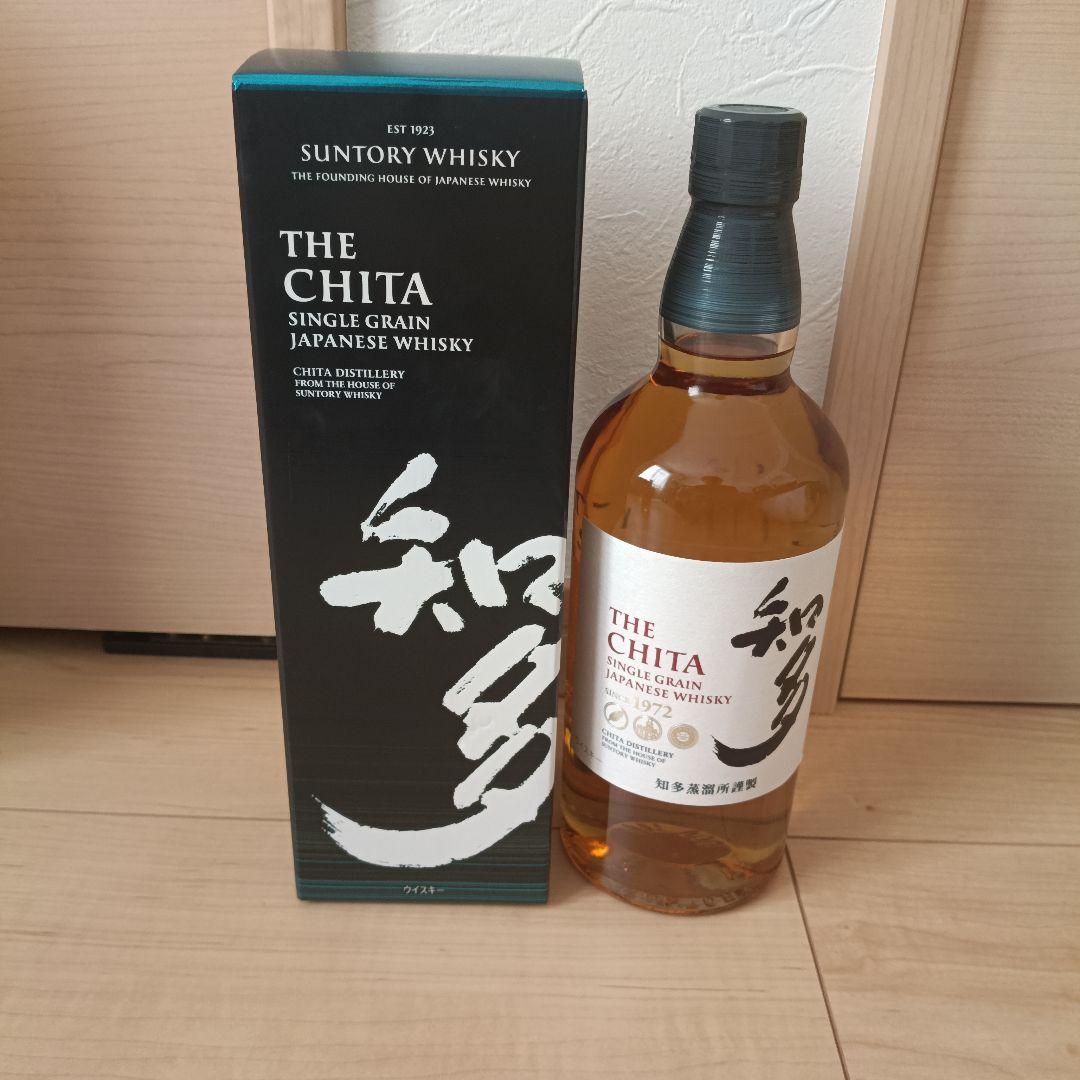 EST 1923
SUNTORY WHISKY
THE FOUNDING HOUSE OF JAPANESE WHISKY
THE
CHITA
SINGLE GRAIN
JAPANESE WHISKY
CHITA DISTILLERY
FROM THE HOUSE OF
SUNTORY WHISKY
知多
ウイスキー
THE
CHITA
SINGLE GRAIN
JAPANESE WHISKY
SINCE 1972
CHITA DISTILLERY
FROM THE HOUSE OF
SUNTORY WHISKY
知多
知多蒸溜所謹製